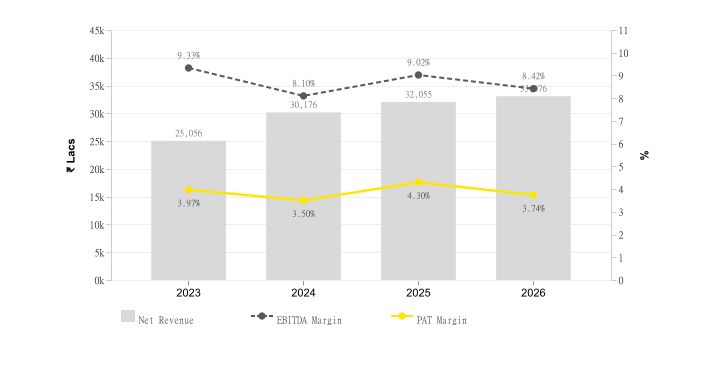 45k
40k
35k
30k
25k
20k
15k
10k
5k
0k
₹ Lacs
9.33%
8.10%
9.02%
8.42%
25,056
30,176
32,055
3.97%
3.50%
4.30%
3.74%
11
10
9
8
7
6
5
4
3
2
1
0
%
2023 2024 2025 2026
Net Revenue EBITDA Margin PAT Margin